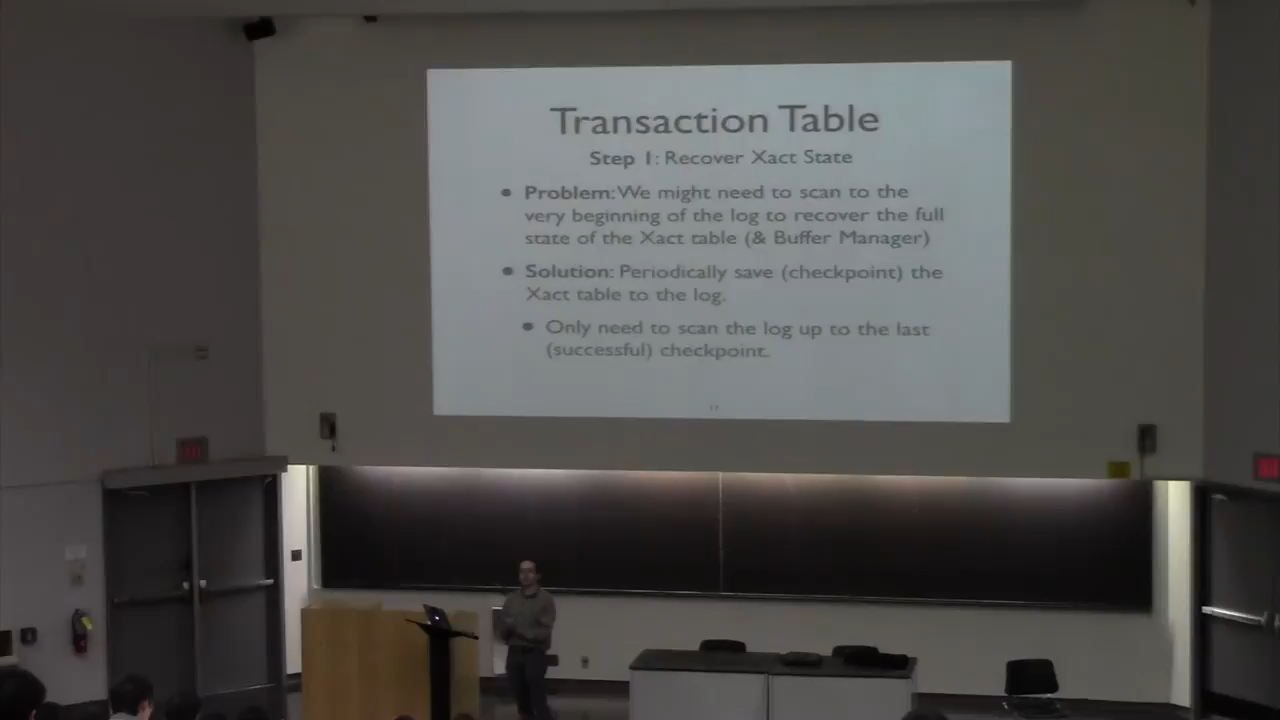 Transaction Table
Step 1: Recover Xact State
• Problem: We might need to scan to the
very beginning of the log to recover the full
state of the Xact table (& Buffer Manager)
• Solution: Periodically save (checkpoint) the
Xact table to the log.
• Only need to scan the log up to the last
(successful) checkpoint.